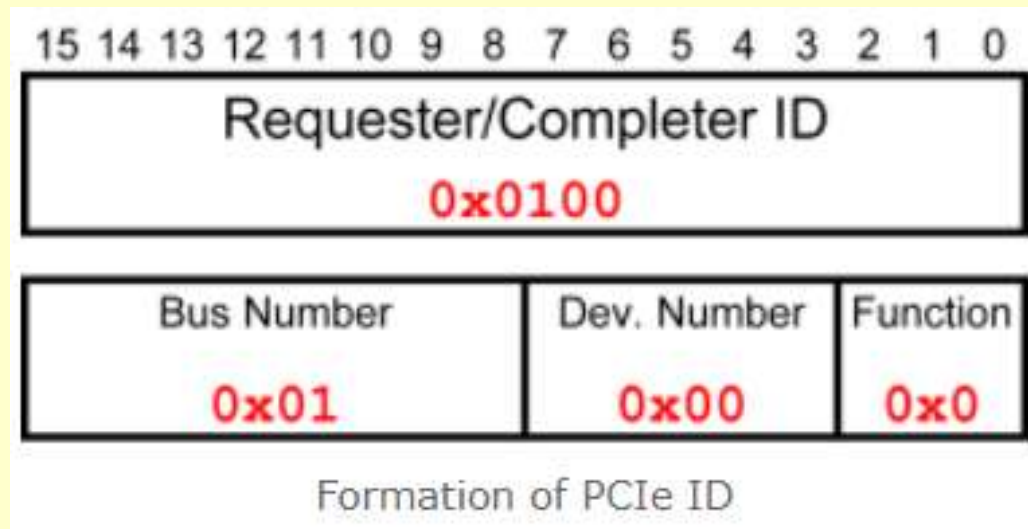 15 14 13 12 11 10 9 8 7 6 5 4 3 2 1 0
Requester/Completer ID
0x0100
Bus Number Dev. Number Function
0x01 0x00 0x0
Formation of PCIe ID